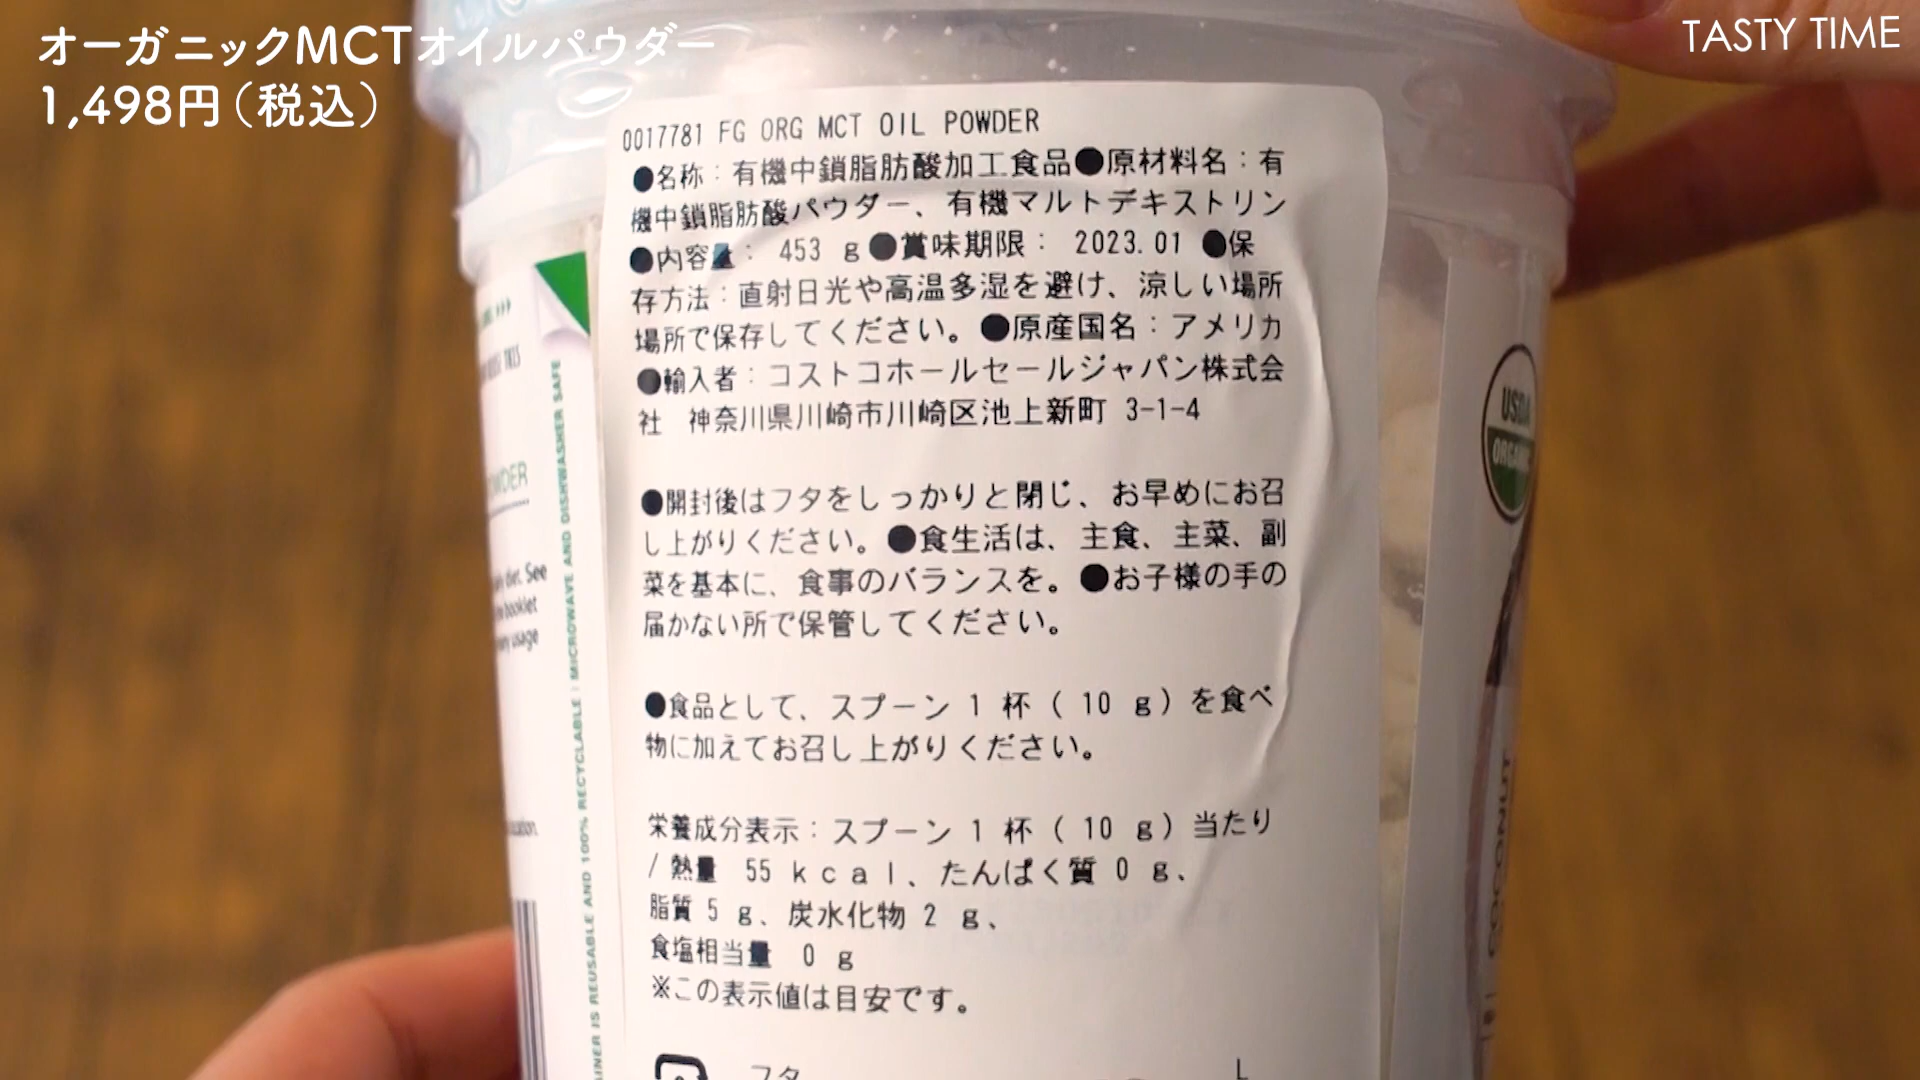 オーガニックMCTオイルパウダー
1,498円(税込)
TASTY TIME
0017781 FG ORG MCT OIL POWDER
●名称：有機中鎖脂肪酸加工食品●原材料名：有
機中鎖脂肪酸パウダー、有機マルトデキストリン
●内容量： 453 g●賞味期限： 2023.01 ●保
存方法：直射日光や高温多湿を避け、涼しい場所
場所で保存してください。●原産国名：アメリカ
●輸入者：コストコホールセールジャパン株式会
社 神奈川県川崎市川崎区池上新町 3-1-4
●開封後はフタをしっかりと閉じ、お早めにお召
し上がりください。●食生活は、主食、主菜、副
菜を基本に、食事のバランスを。●お子様の手の
届かない所で保管してください。
●食品として、スプーン 1 杯 ( 10 g) を食べ
物に加えてお召し上がりください。
栄養成分表示：スプーン 1 杯 ( 10 g) 当たり
/ 熱量 55 kcal、たんぱく質 0 g、
脂質 5 g、炭水化物 2 g、
食塩相当量 0 g
※この表示値は目安です。
フタ
L
diet. See
booklet
usage
INER IS REUSABLE AND 100% RECYCLABLE | MICROWAVE AND DISHWASHER SAFE
USDA
ORGANIC
COCONUT